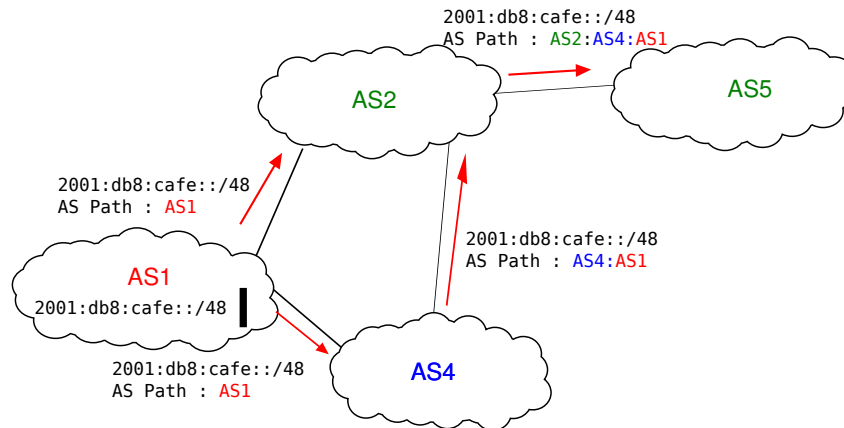 2001:db8:cafe::/48
AS Path : AS2:AS4:AS1
AS2
AS5
2001:db8:cafe::/48
AS Path : AS1
2001:db8:cafe::/48
AS Path : AS4:AS1
AS1
2001:db8:cafe::/48
2001:db8:cafe::/48
AS Path : AS1
AS4